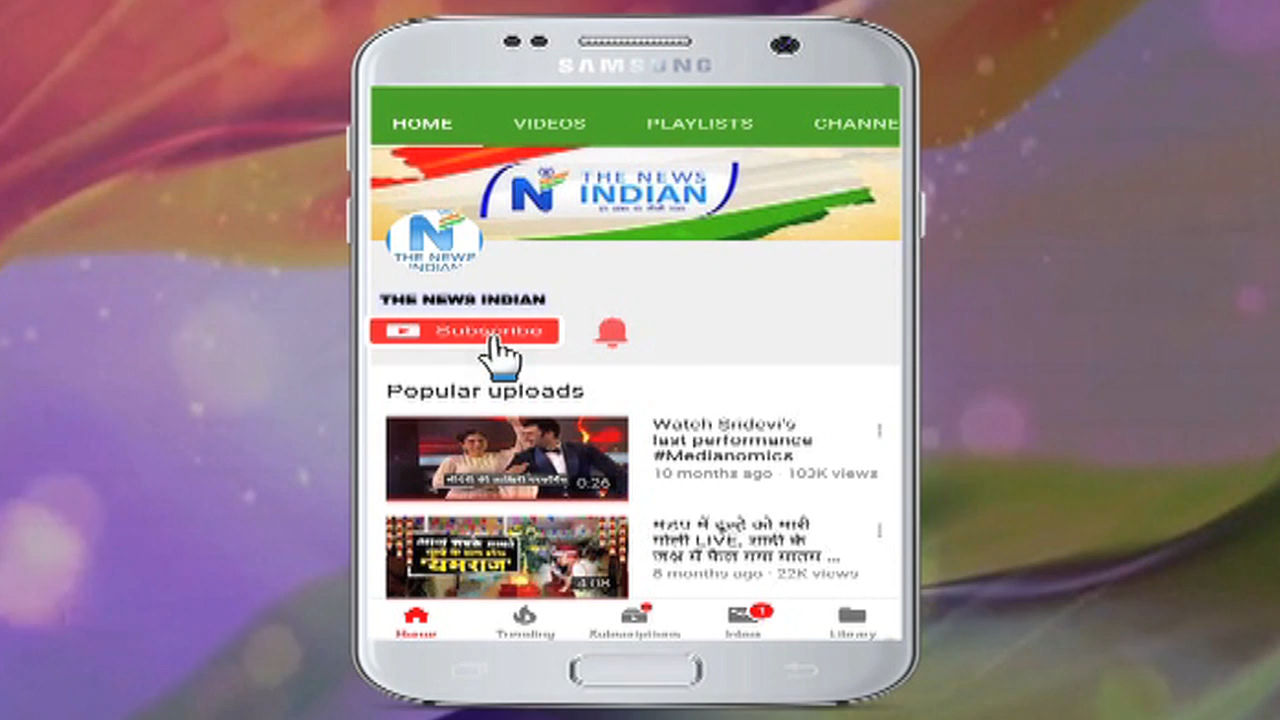 SAMSUNG
HOME VIDEOS PLAYLISTS CHANNE
THE NEWS
INDIAN
N
THE NEWS
INDIAN
THE NEWS INDIAN
Subscribe
Popular uploads
Watch Sridevi's
last performance
#Medianomics
10 months ago · 103K views
0:26
मंडप में दूल्हे को मारी
गोली LIVE, शादी के
जश्न में फैल गया मातम ...
8 months ago · 22K views
'यमराज'
4:08
Home Trending Subscriptions Inbox 1 Library